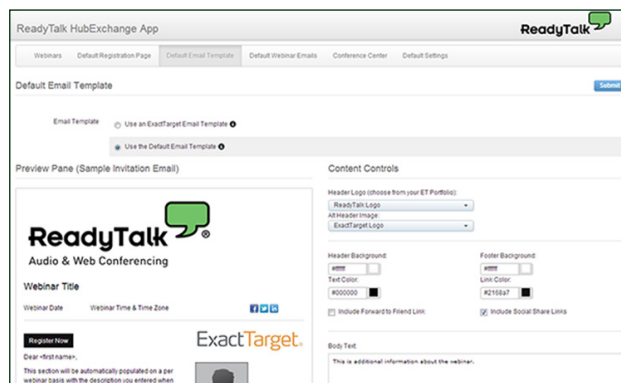 ReadyTalk HubExchange App
ReadyTalk
Webinars Default Registration Page Default Email Template Default Webinar Emails Conference Center Default Settings
Default Email Template
Submit
Email Template
Use an ExactTarget Email Template
Use the Default Email Template
Preview Pane (Sample Invitation Email)
ReadyTalk®
Audio & Web Conferencing
Webinar Title
Webinar Date Webinar Time & Time Zone
Register Now
ExactTarget.
Dear <first name>,
This section will be automatically populated on a per
webinar basis with the description you entered when
Content Controls
Header Logo (choose from your ET Portfolio):
ReadyTalk Logo
Alt Header Image:
ExactTarget Logo
Header Background: Footer Background:
#ffffff #ffffff
Text Color: Link Color:
#000000 #2168a7
Include Forward to Friend Link Include Social Share Links
Body Text
This is additional information about the webinar.